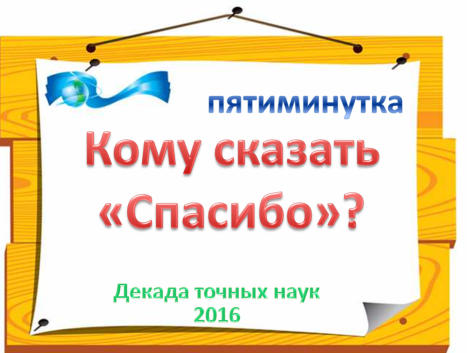 пятиминутка
Кому сказать
«Спасибо»?
Декада точных наук
2016